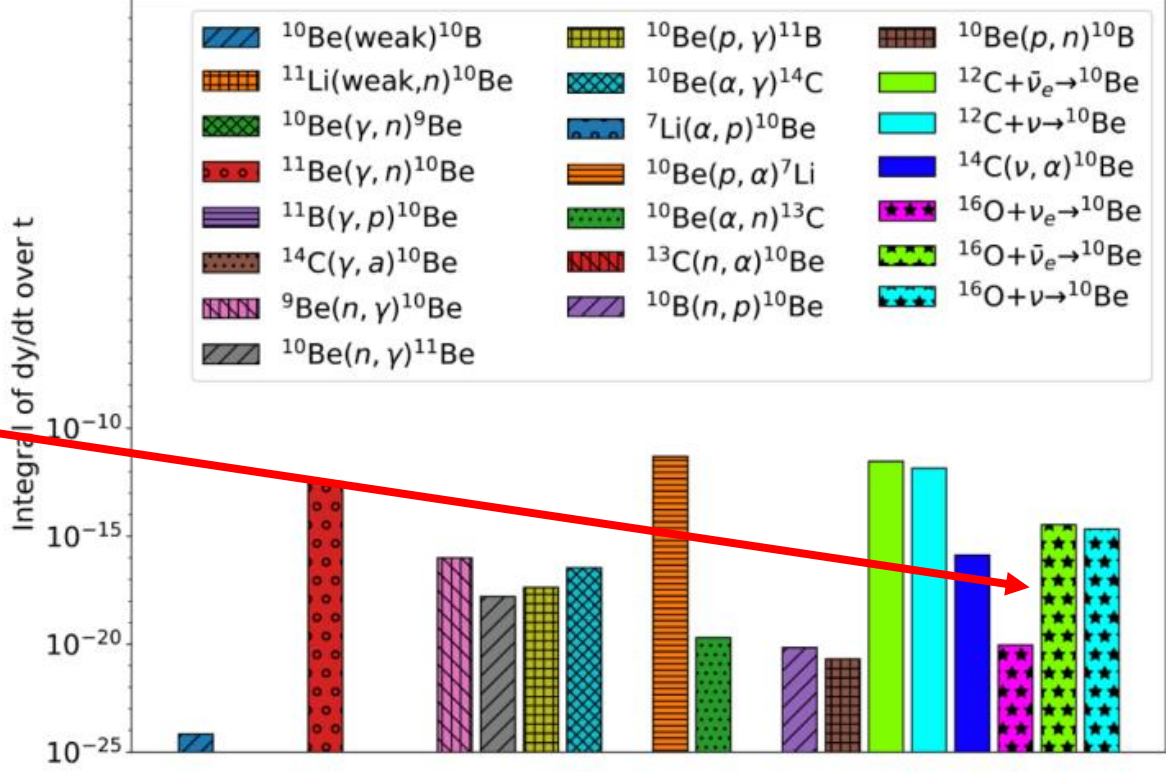 ¹⁰Be(weak)¹⁰B
¹¹Li(weak,n)¹⁰Be
¹⁰Be(γ, n)⁹Be
¹¹Be(γ, n)¹⁰Be
¹¹B(γ, p)¹⁰Be
¹⁴C(γ, a)¹⁰Be
⁹Be(n, γ)¹⁰Be
¹⁰Be(n, γ)¹¹Be
¹⁰Be(p, γ)¹¹B
¹⁰Be(α, γ)¹⁴C
⁷Li(α, p)¹⁰Be
¹⁰Be(p, α)⁷Li
¹⁰Be(α, n)¹³C
¹³C(n, α)¹⁰Be
¹⁰B(n, p)¹⁰Be
¹⁰Be(p, n)¹⁰B
¹²C+ν̄ₑ→¹⁰Be
¹²C+ν→¹⁰Be
¹⁴C(ν, α)¹⁰Be
¹⁶O+νₑ→¹⁰Be
¹⁶O+ν̄ₑ→¹⁰Be
¹⁶O+ν→¹⁰Be
Integral of dy/dt over t
10⁻¹⁰
10⁻¹⁵
10⁻²⁰
10⁻²⁵